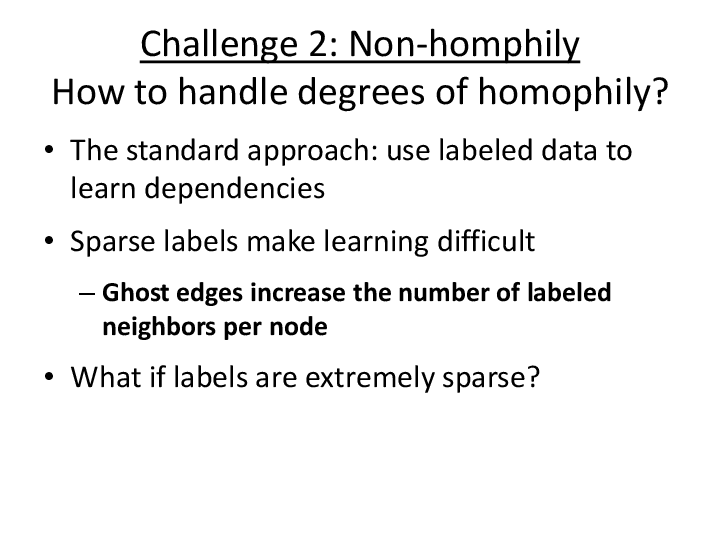 Challenge 2: Non-homphily
How to handle degrees of homophily?
• The standard approach: use labeled data to
learn dependencies
• Sparse labels make learning difficult
– Ghost edges increase the number of labeled
neighbors per node
• What if labels are extremely sparse?